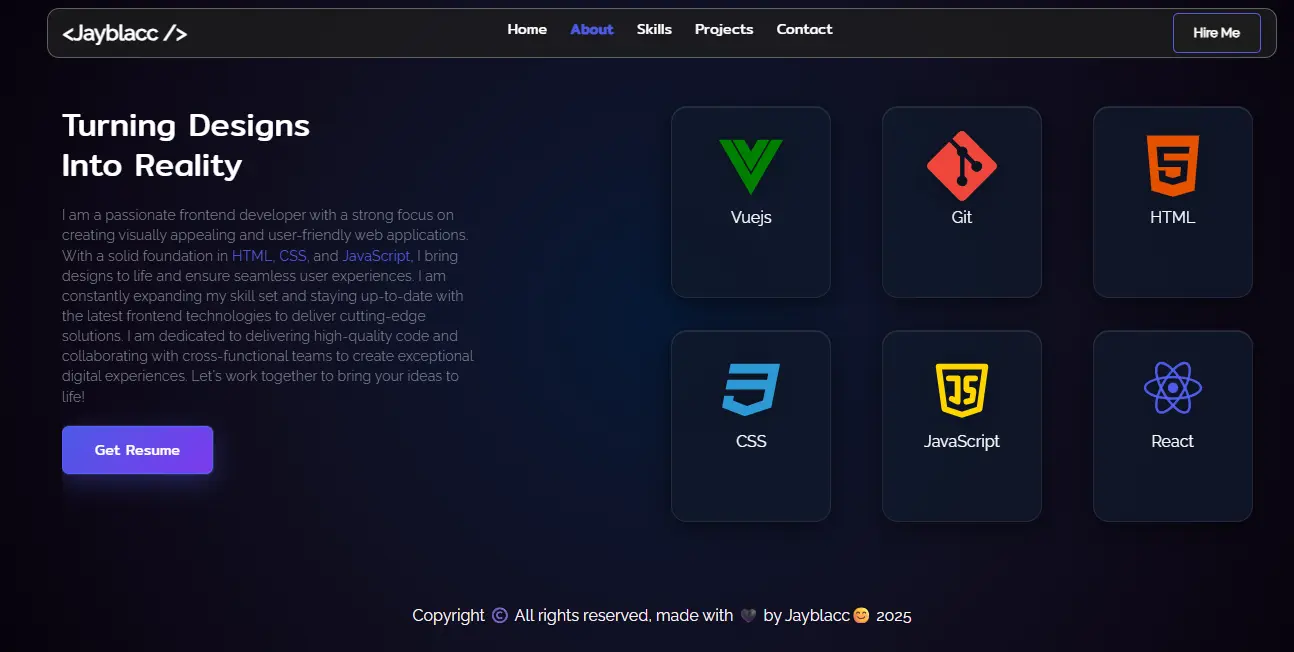 <Jayblacc />
Home About Skills Projects Contact
Hire Me
Turning Designs
Into Reality
I am a passionate frontend developer with a strong focus on
creating visually appealing and user-friendly web applications.
With a solid foundation in HTML, CSS, and JavaScript, I bring
designs to life and ensure seamless user experiences. I am
constantly expanding my skill set and staying up-to-date with
the latest frontend technologies to deliver cutting-edge
solutions. I am dedicated to delivering high-quality code and
collaborating with cross-functional teams to create exceptional
digital experiences. Let's work together to bring your ideas to
life!
Get Resume
Vuejs
Git
5
HTML
CSS
JS
JavaScript
React
Copyright © All rights reserved, made with 🖤 by Jayblacc😊 2025